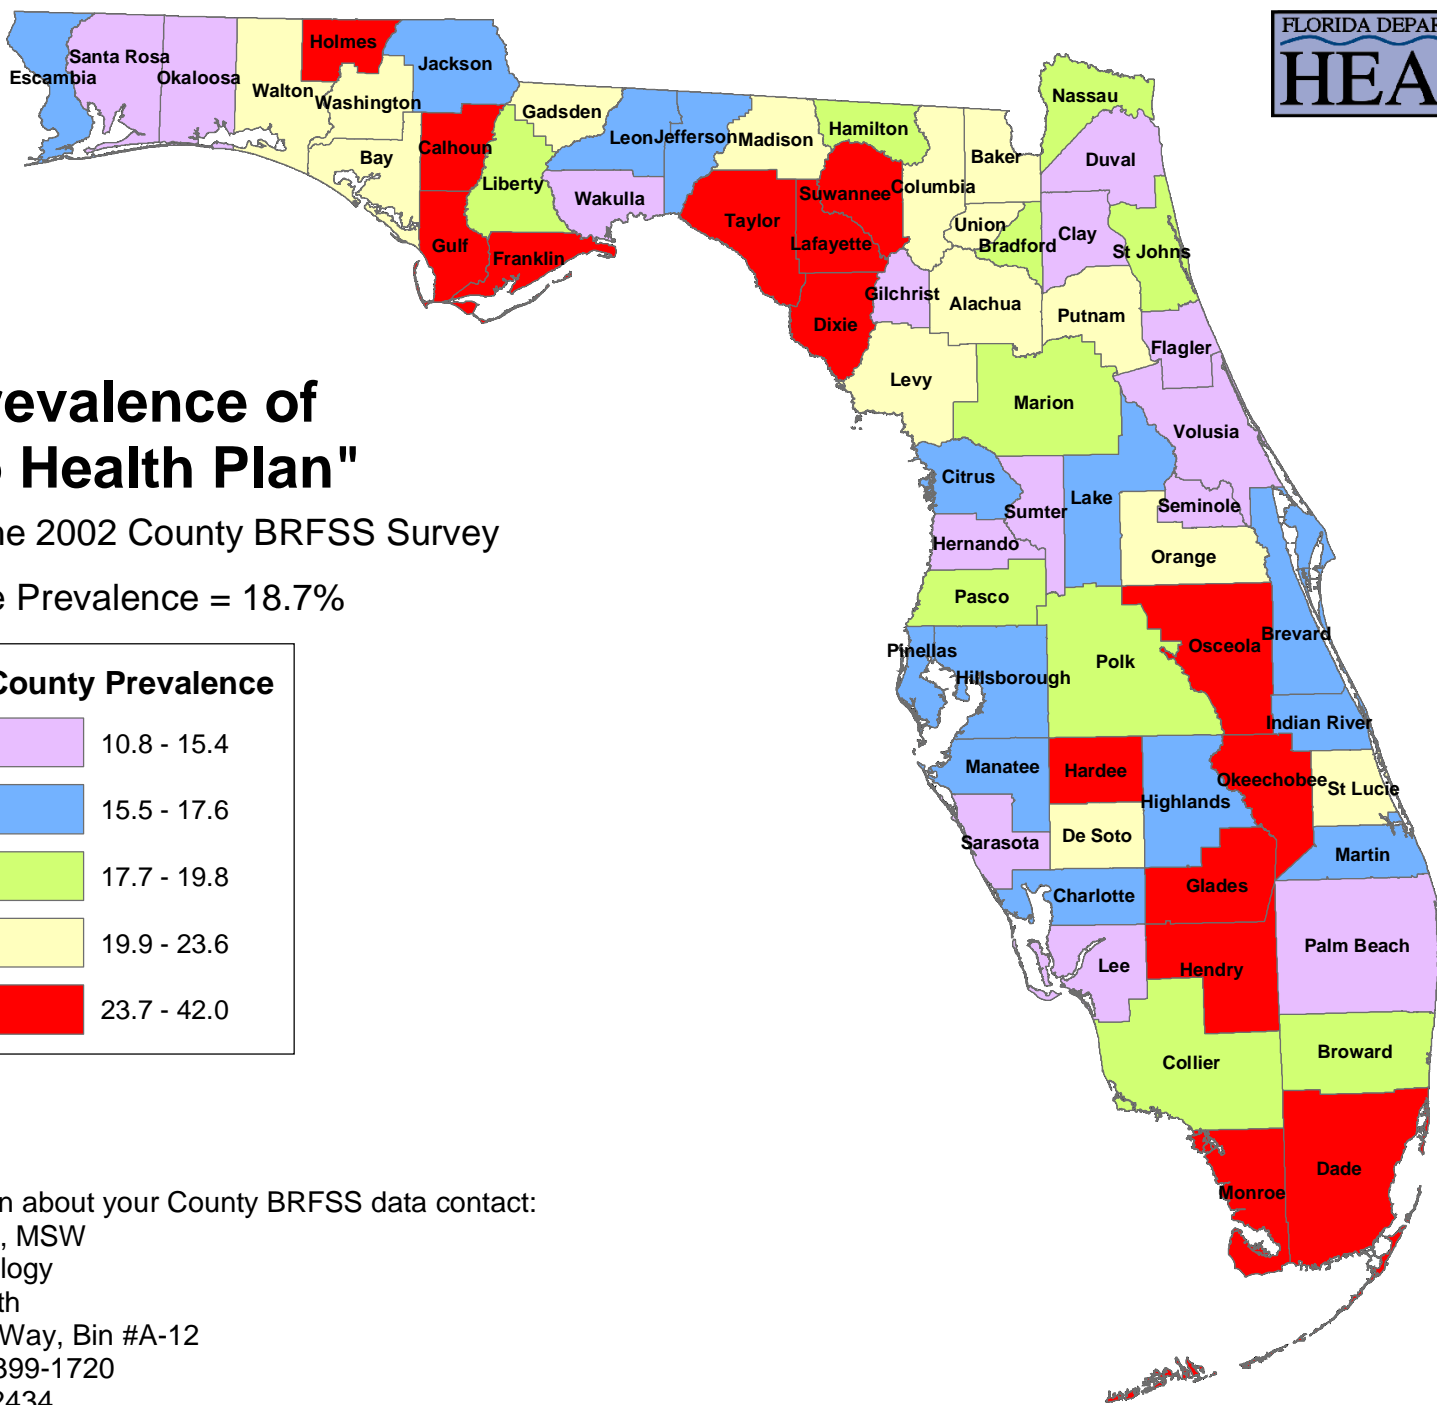 FLORIDA DEPAR
HEA
Holmes
Santa Rosa
Escambia
Okaloosa
Jackson
Walton
Washington
Gadsden
Nassau
Bay
Calhoun
Leon
Jefferson
Madison
Hamilton
Baker
Duval
Liberty
Wakulla
Suwannee
Columbia
Taylor
Union
Clay
Lafayette
Bradford
St Johns
Gulf
Franklin
Gilchrist
Alachua
Putnam
Dixie
Flagler
Levy
Marion
Volusia
Citrus
Lake
Sumter
Seminole
Hernando
Orange
Pasco
Brevard
Osceola
Pinellas
Polk
Hillsborough
Indian River
Manatee
Hardee
Okeechobee
St Lucie
Highlands
De Soto
Sarasota
Martin
Glades
Charlotte
Palm Beach
Lee
Hendry
Broward
Collier
Dade
Monroe
revalence of
Health Plan"
he 2002 County BRFSS Survey
e Prevalence = 18.7%
County Prevalence
10.8 - 15.4
15.5 - 17.6
17.7 - 19.8
19.9 - 23.6
23.7 - 42.0
n about your County BRFSS data contact:
, MSW
logy
th
Way, Bin #A-12
399-1720
2434